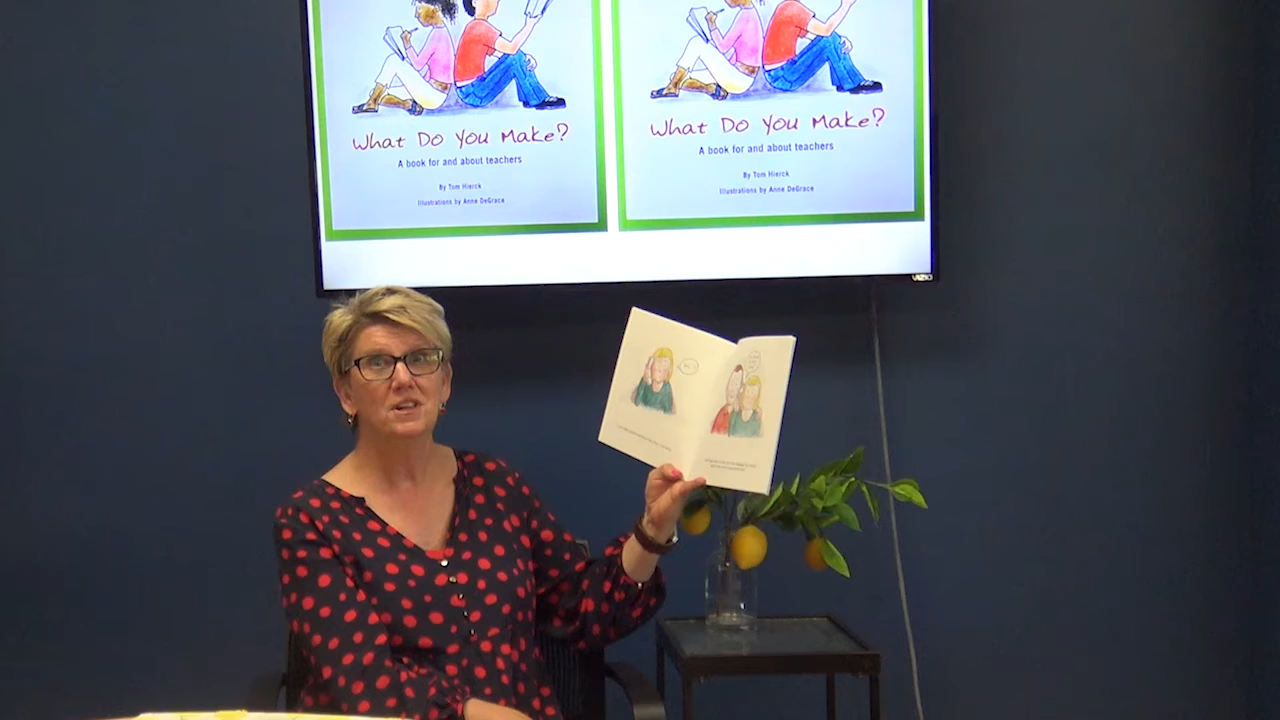 What Do You Make?
A book for and about teachers
By Tom Hierck
Illustrations by Anne DeGrace
What Do You Make?
A book for and about teachers
By Tom Hierck
Illustrations by Anne DeGrace
VIZIO